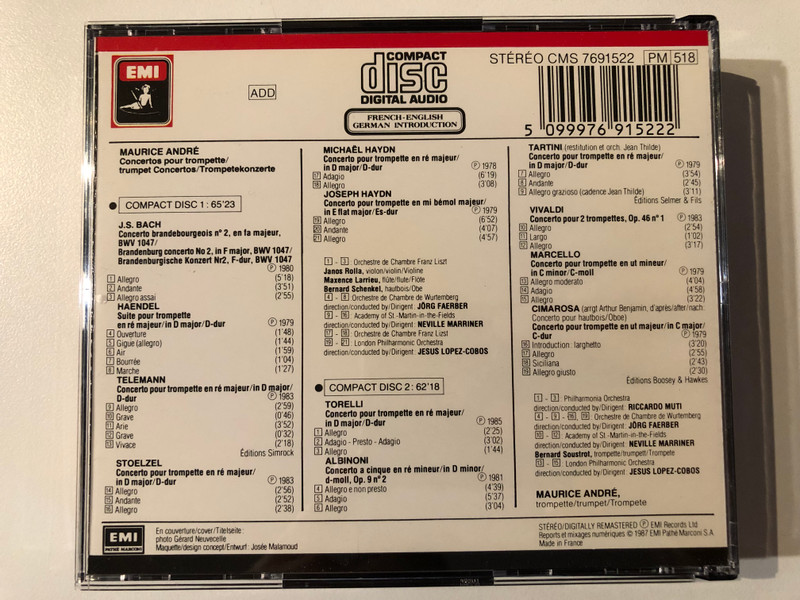 EMI
COMPACT
disc
DIGITAL AUDIO
STÉRÉO CMS 7691522 PM 518
ADD
FRENCH-ENGLISH
GERMAN INTRODUCTION
5 099976 915222
MAURICE ANDRÉ
Concertos pour trompette/
trumpet Concertos/Trompetekonzerte
COMPACT DISC 1 : 65'23
J.S. BACH
Concerto brandebourgeois n° 2, en fa majeur,
BWV 1047/
Brandenburg concerto No 2, in F major, BWV 1047/
Brandenburgische Konzert Nr2, F-dur, BWV 1047
Ⓟ 1980
1 Allegro (5'18)
2 Andante (3'51)
3 Allegro assai (2'55)
HAENDEL
Suite pour trompette
en ré majeur/in D major/D-dur Ⓟ 1979
4 Ouverture (1'48)
5 Gigue (allegro) (1'44)
6 Air (1'59)
7 Bourrée (1'04)
8 Marche (1'27)
TELEMANN
Concerto pour trompette en ré majeur/in D major/
D-dur Ⓟ 1983
9 Allegro (2'59)
10 Grave (0'46)
11 Arie (3'52)
12 Grave (0'32)
13 Vivace (2'18)
Éditions Simrock
STOELZEL
Concerto pour trompette en ré majeur/
in D major/D-dur Ⓟ 1983
14 Allegro (2'56)
15 Andante (2'52)
16 Allegro (2'38)
MICHAËL HAYDN
Concerto pour trompette en ré majeur/
in D major/D-dur Ⓟ 1978
17 Adagio (6'19)
18 Allegro (3'08)
JOSEPH HAYDN
Concerto pour trompette en mi bémol majeur/
in E flat major/Es-dur Ⓟ 1979
19 Allegro (6'52)
20 Andante (4'07)
21 Allegro (4'57)
1 - 3 : Orchestre de Chambre Franz Liszt
Janos Rolla, violon/violin/Violine
Maxence Larrieu, flûte/flute/Flöte
Bernard Schenkel, hautbois/Oboe
4 - 8 Orchestre de Chambre du Wurtemberg
direction/conducted by/Dirigent : JÖRG FAERBER
9 - 16 : Academy of St.-Martin-in-the-Fields
direction/conducted by/Dirigent : NEVILLE MARRINER
17 - 18 : Orchestre de Chambre Franz Liszt
19 - 21 : London Philharmonic Orchestra
direction/conducted by/Dirigent : JESUS LOPEZ-COBOS
COMPACT DISC 2 : 62'18
TORELLI
Concerto pour trompette en ré majeur/
in D major/D-dur Ⓟ 1985
1 Allegro (2'25)
2 Adagio - Presto - Adagio (3'02)
3 Allegro (1'44)
ALBINONI
Concerto a cinque en ré mineur/in D minor/
d-moll, Op. 9 n° 2 Ⓟ 1981
4 Allegro e non presto (4'39)
5 Adagio (5'37)
6 Allegro (3'04)
TARTINI (restitution et orch. Jean Thilde)
Concerto pour trompette en ré majeur/
in D major/D-dur Ⓟ 1979
7 Allegro (3'54)
8 Andante (2'45)
9 Allegro grazioso (cadence Jean Thilde) (3'11)
Éditions Selmer & Fils
VIVALDI
Concerto pour 2 trompettes, Op. 46 n° 1 Ⓟ 1983
10 Allegro (2'54)
11 Largo (1'02)
12 Allegro (3'17)
MARCELLO
Concerto pour trompette en ut mineur/
in C minor/C-moll Ⓟ 1979
13 Allegro moderato (4'04)
14 Adagio (4'58)
15 Allegro (3'22)
CIMAROSA (arrgt Arthur Benjamin, d'après/after/nach:
Concerto pour hautbois/Oboe)
Concerto pour trompette en ut majeur/in C major/
C-dur Ⓟ 1979
16 Introduction : larghetto (3'20)
17 Allegro (2'55)
18 Siciliana (2'43)
19 Allegro giusto (2'30)
Éditions Boosey & Hawkes
1 - 3 : Philharmonia Orchestra
direction/conducted by/Dirigent : RICCARDO MUTI
4 - 9 - 16, 19 : Orchestre de Chambre du Wurtemberg
direction/conducted by/Dirigent : JÖRG FAERBER
10 - 12 : Academy of St.-Martin-in-the-Fields
direction/conducted by/Dirigent : NEVILLE MARRINER
Bernard Soustrot, trompette/trumpet/Trompete
13 - 15 : London Philharmonic Orchestra
direction/conducted by/Dirigent : JESUS LOPEZ-COBOS
MAURICE ANDRÉ,
trompette/trumpet/Trompete
EMI
PATHÉ MARCONI
En couverture/cover/Titelseite :
photo Gérard Neuvecelle
Maquette/design concept/Entwurf : Josée Malamoud
STÉRÉO/DIGITALLY REMASTERED Ⓟ EMI Records Ltd
Reports et mixages numériques © 1987 EMI Pathé Marconi S.A.
Made in France